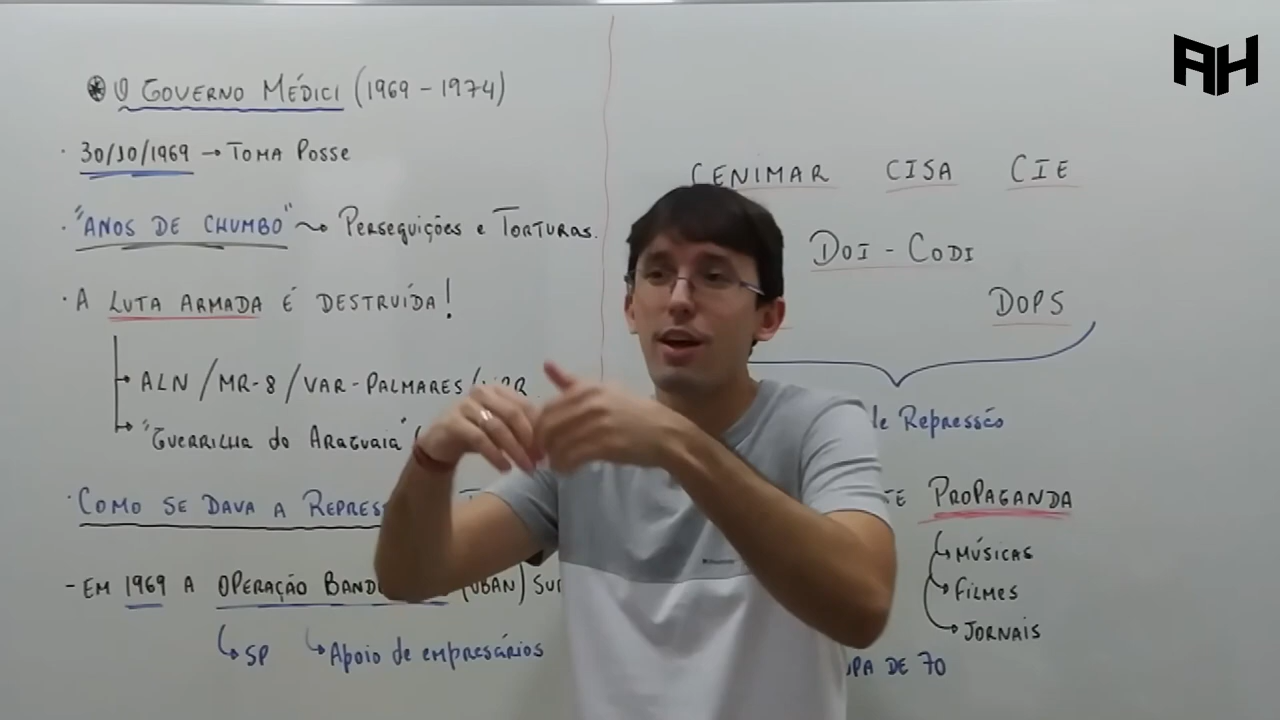 O GOVERNO MÉDICI (1969 - 1974)
· 30/10/1969 → TOMA POSSE
· "ANOS DE CHUMBO" ~> PERSEGUIÇÕES E TORTURAS.
· A LUTA ARMADA É DESTRUÍDA!
→ ALN / MR-8 / VAR-PALMARES /
→ "GUERRILHA DO ARAGUAIA" (
· COMO SE DAVA A
- EM 1969 A OPERAÇÃO (OBAN)
↳ SP ↳ APOIO DE EMPRESÁRIOS
AH
CENIMAR CISA CIE
DOI - CODI
DOPS
de REPRESSÃO
PROPAGANDA
↳ MÚSICAS
↳ FILMES
↳ JORNAIS
DE 70